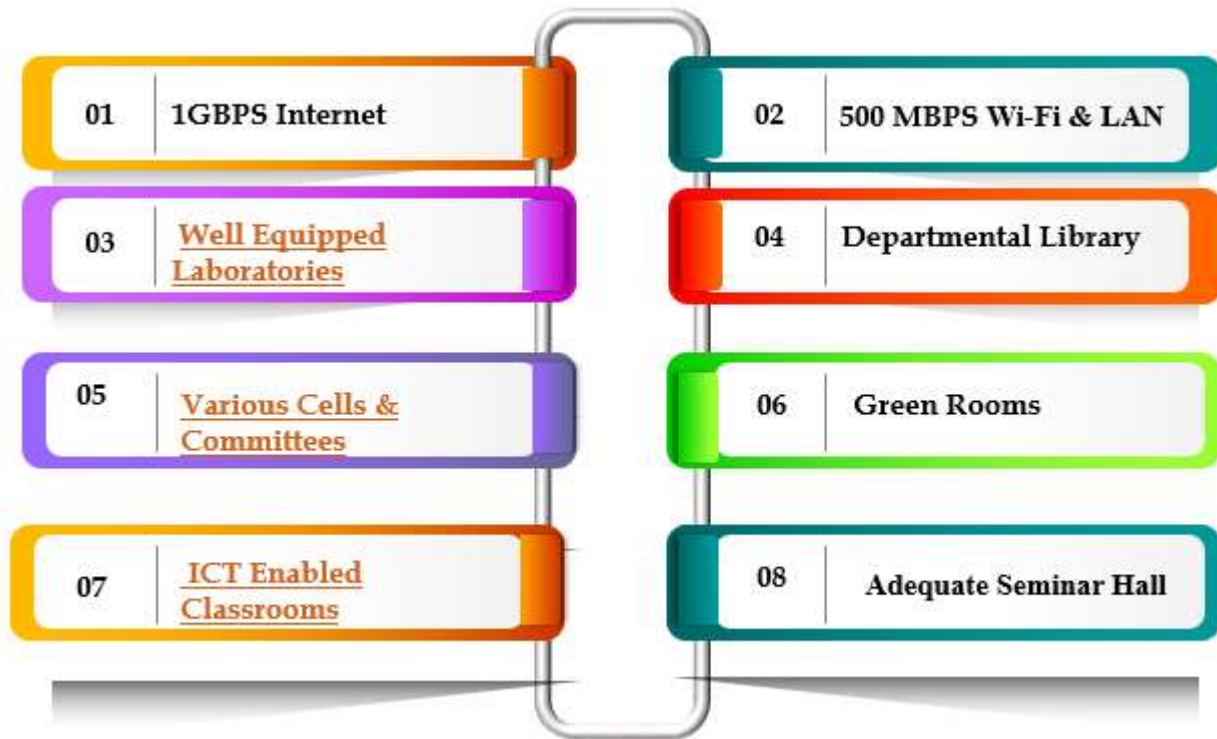 01 1GBPS Internet
02 500 MBPS Wi-Fi & LAN
03 Well Equipped
Laboratories
04 Departmental Library
05 Various Cells &
Committees
06 Green Rooms
07 ICT Enabled
Classrooms
08 Adequate Seminar Hall